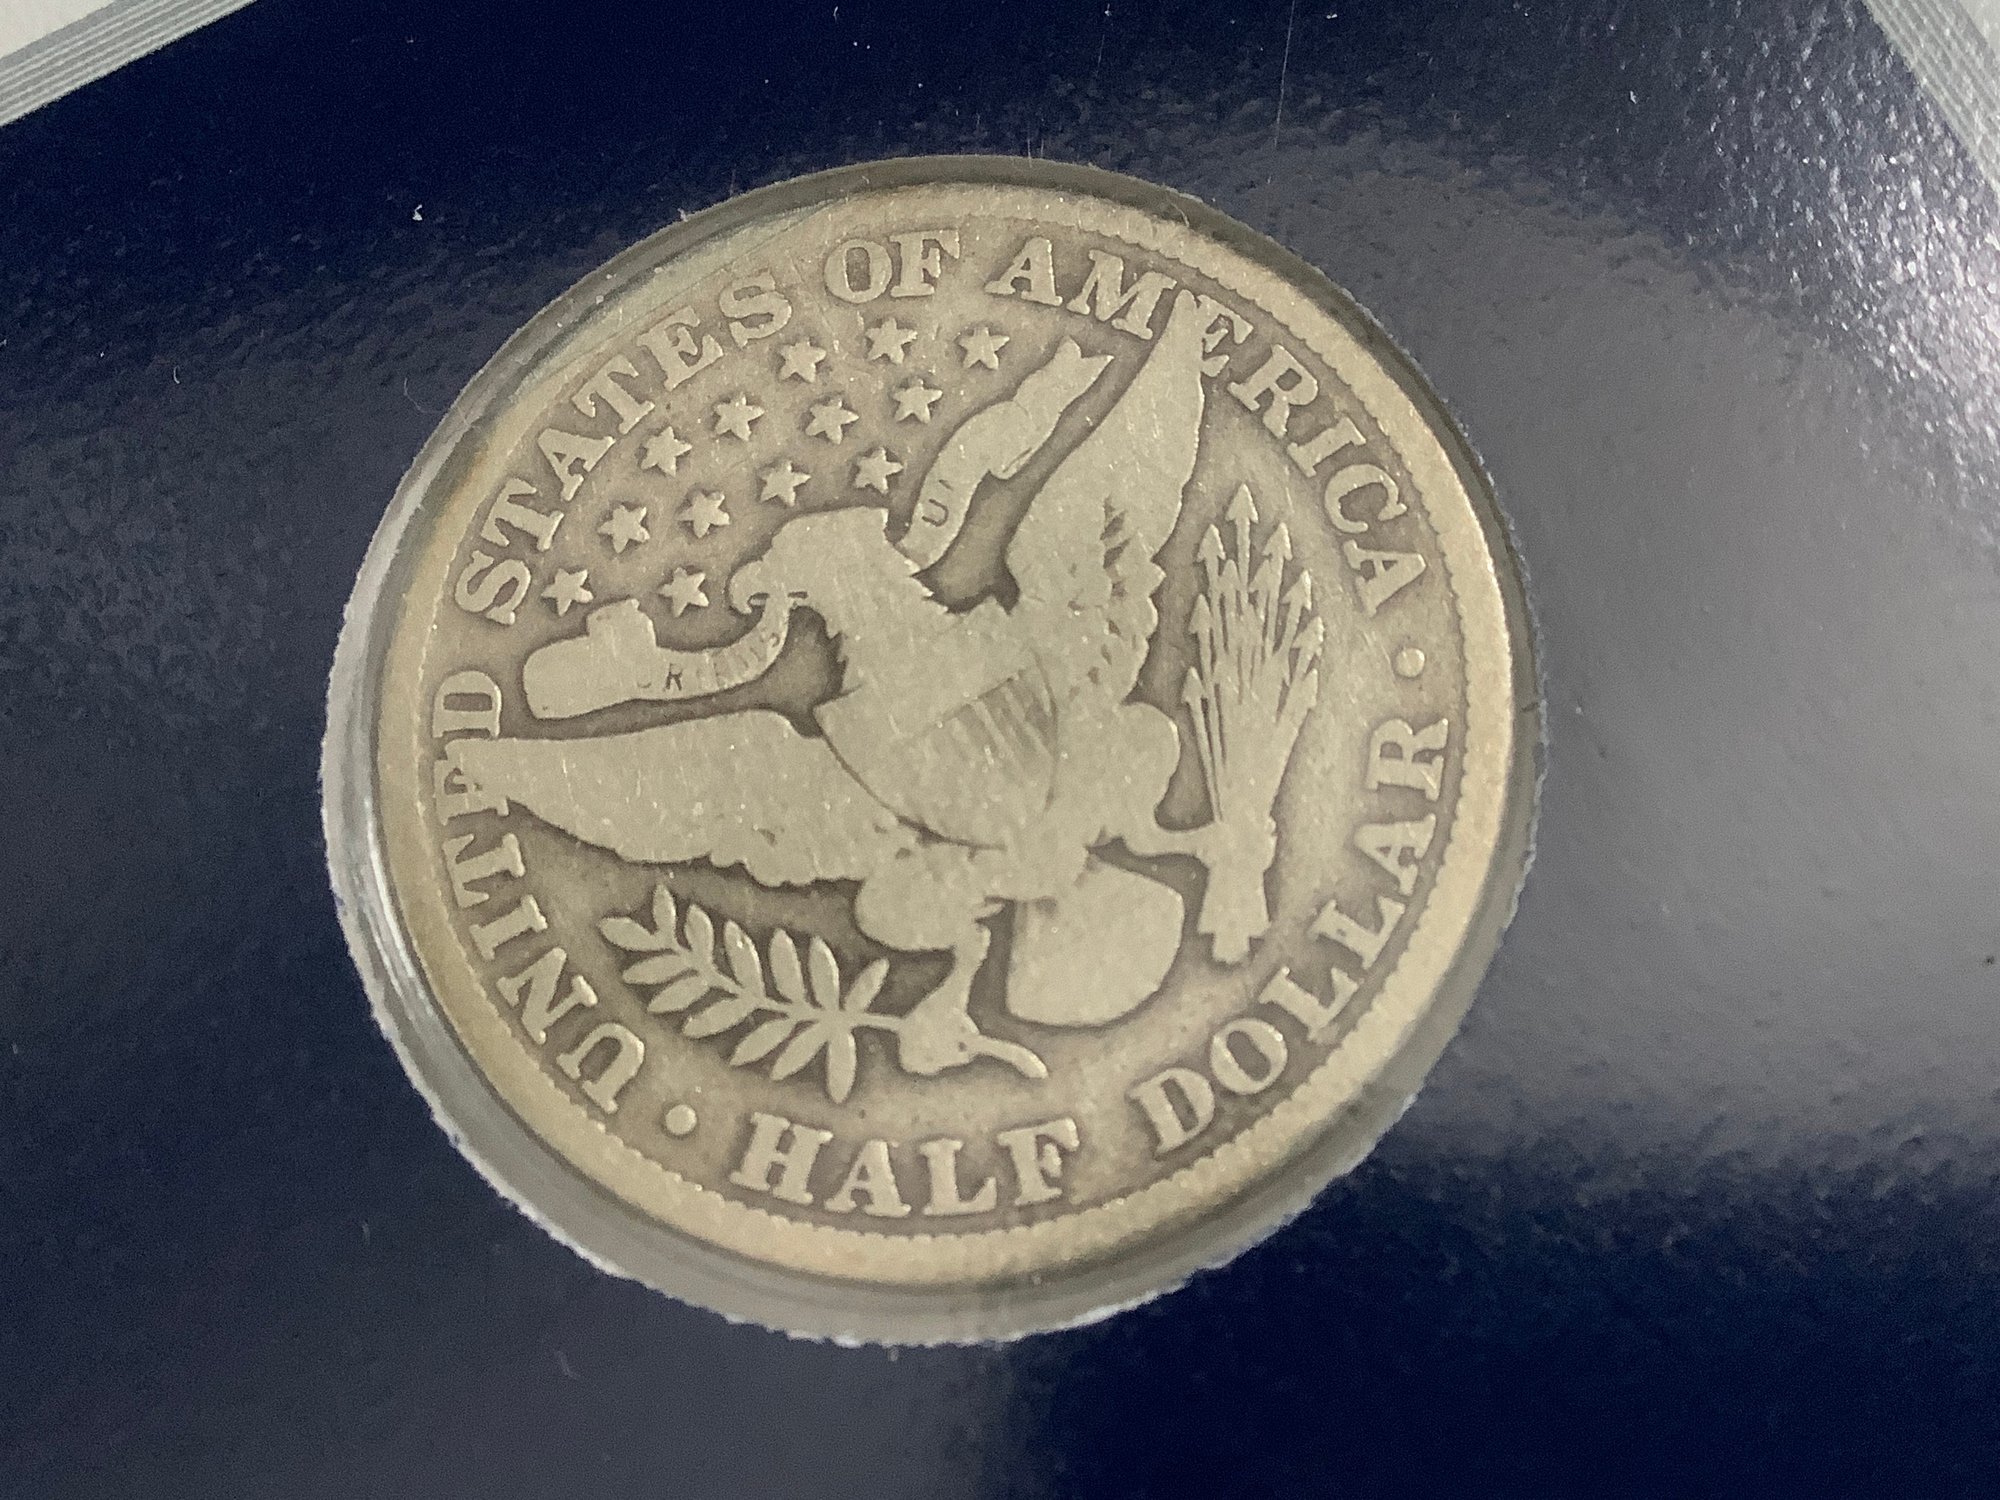 UNITED STATES OF AMERICA
HALF DOLLAR
U